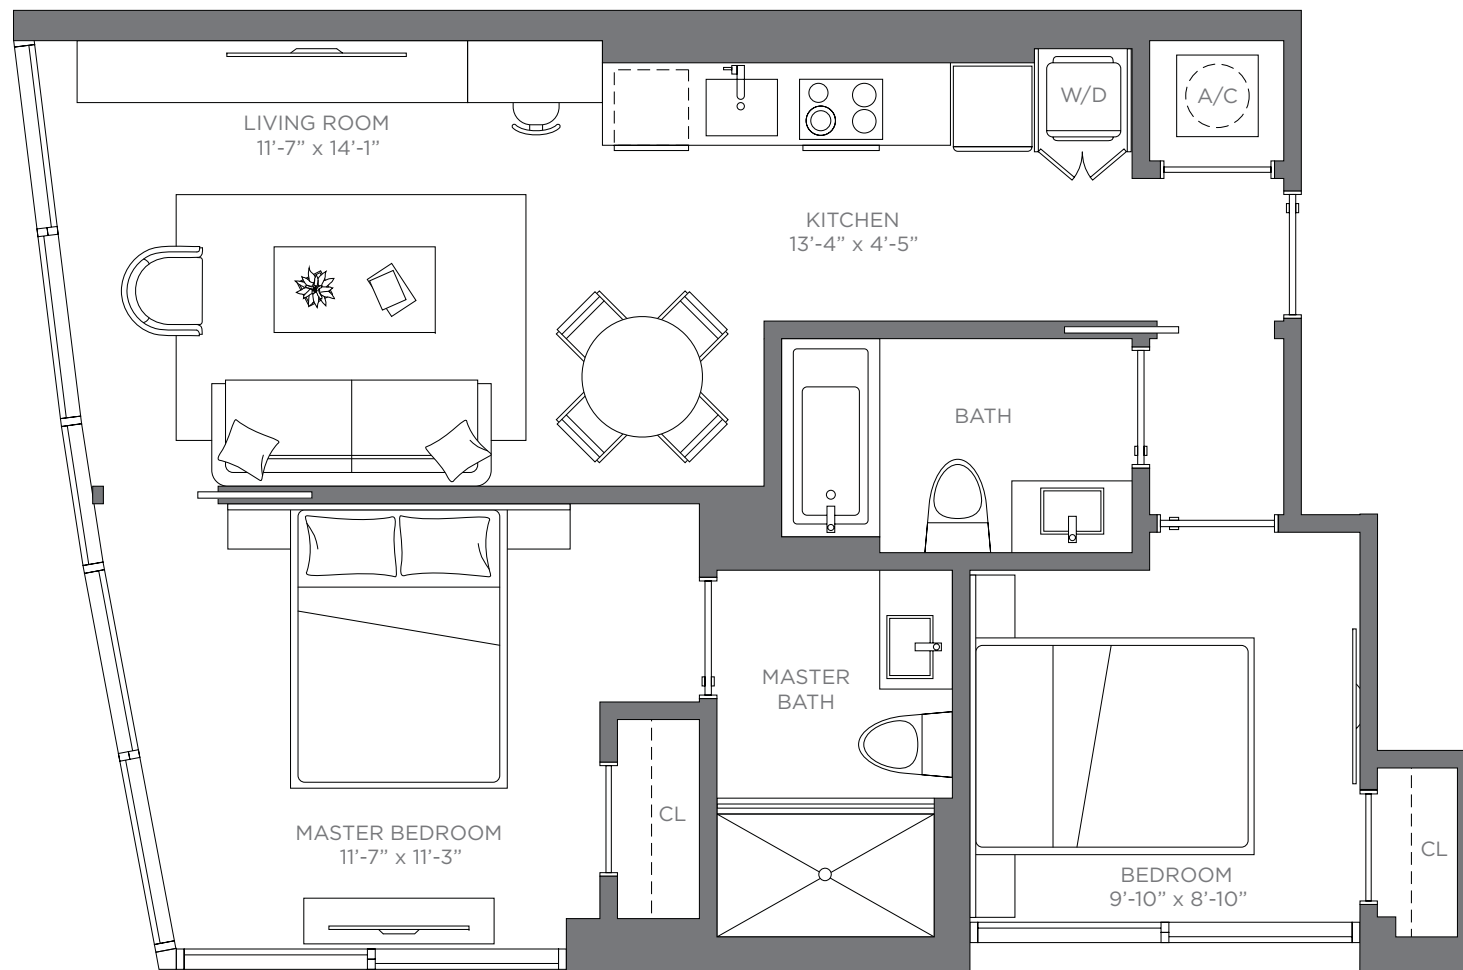 LIVING ROOM
11’-7” x 14’-1”
W/D
A/C
KITCHEN
13’-4” x 4’-5”
BATH
MASTER
BATH
CL
MASTER BEDROOM
11’-7” x 11’-3”
CL
BEDROOM
9’-10” x 8’-10”